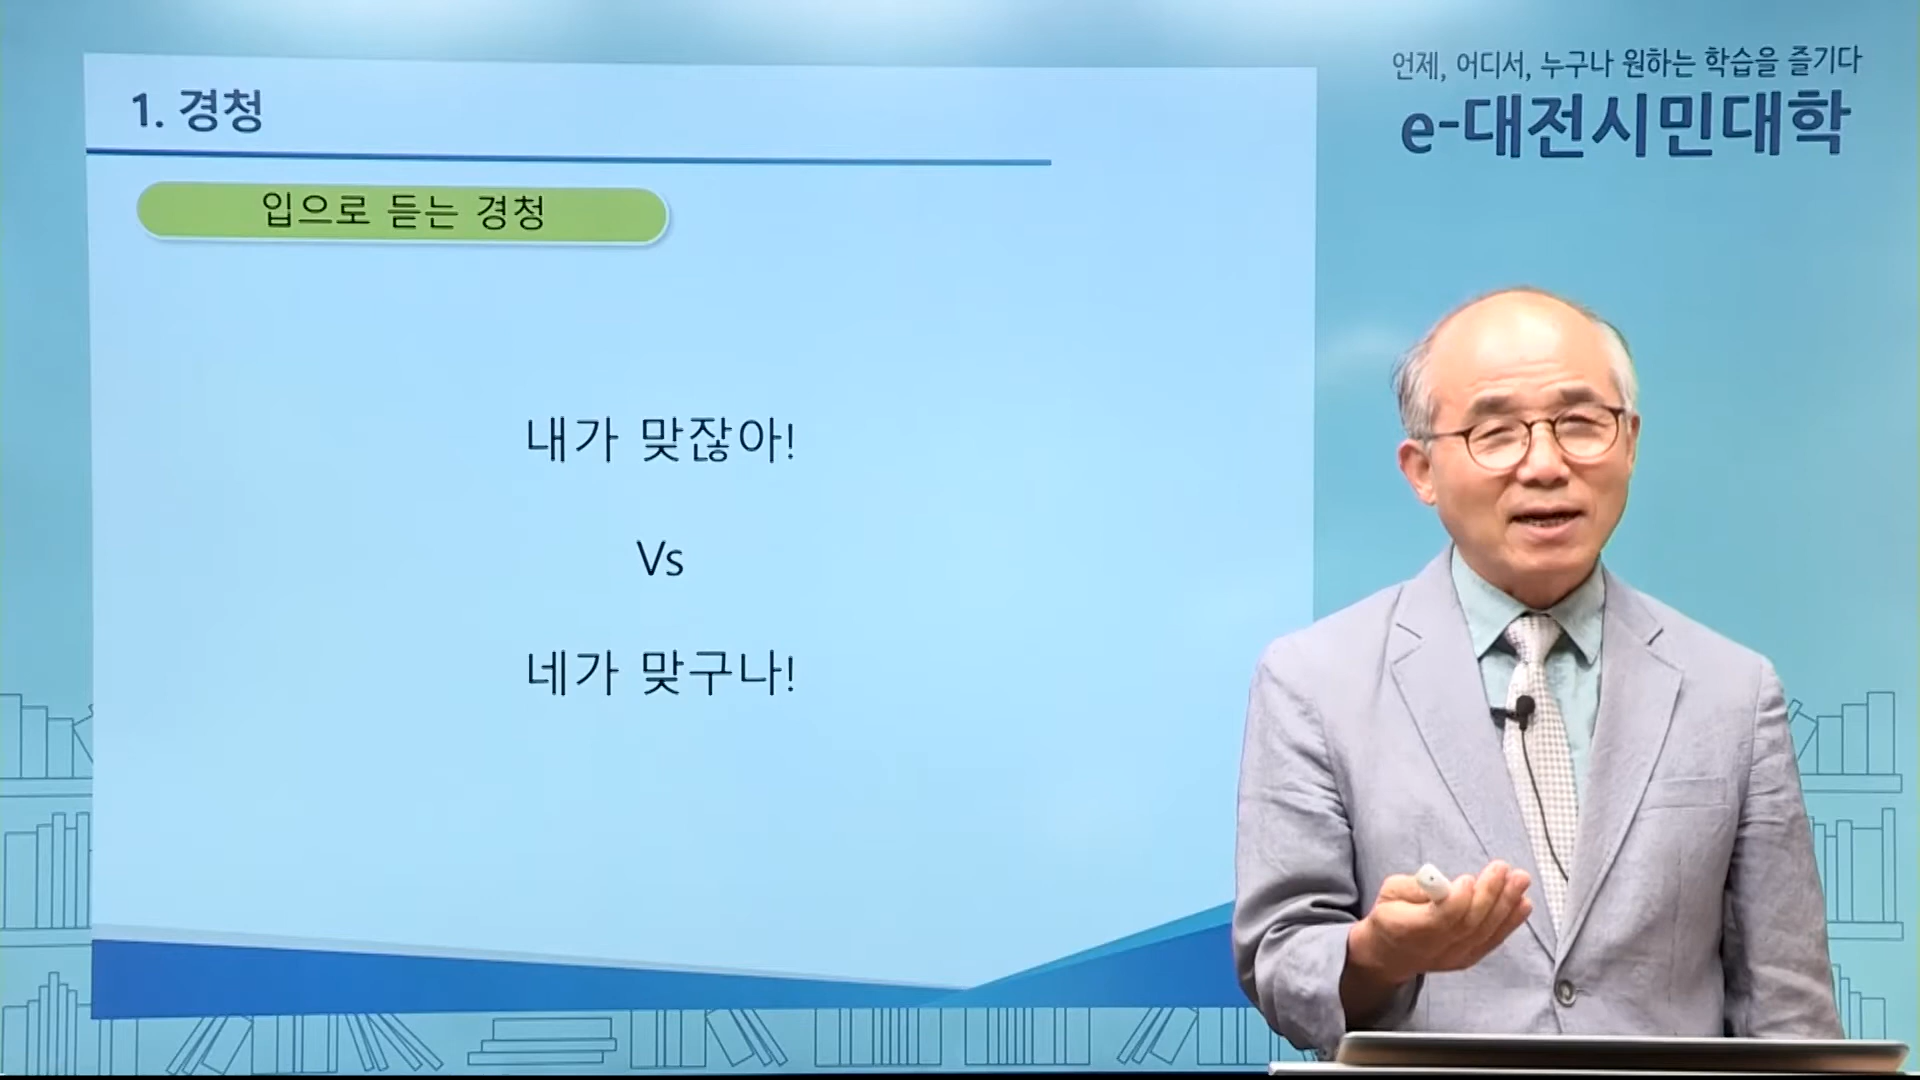 1. 경청
입으로 듣는 경청
내가 맞잖아!
Vs
네가 맞구나!
언제, 어디서, 누구나 원하는 학습을 즐기다
e-대전시민대학